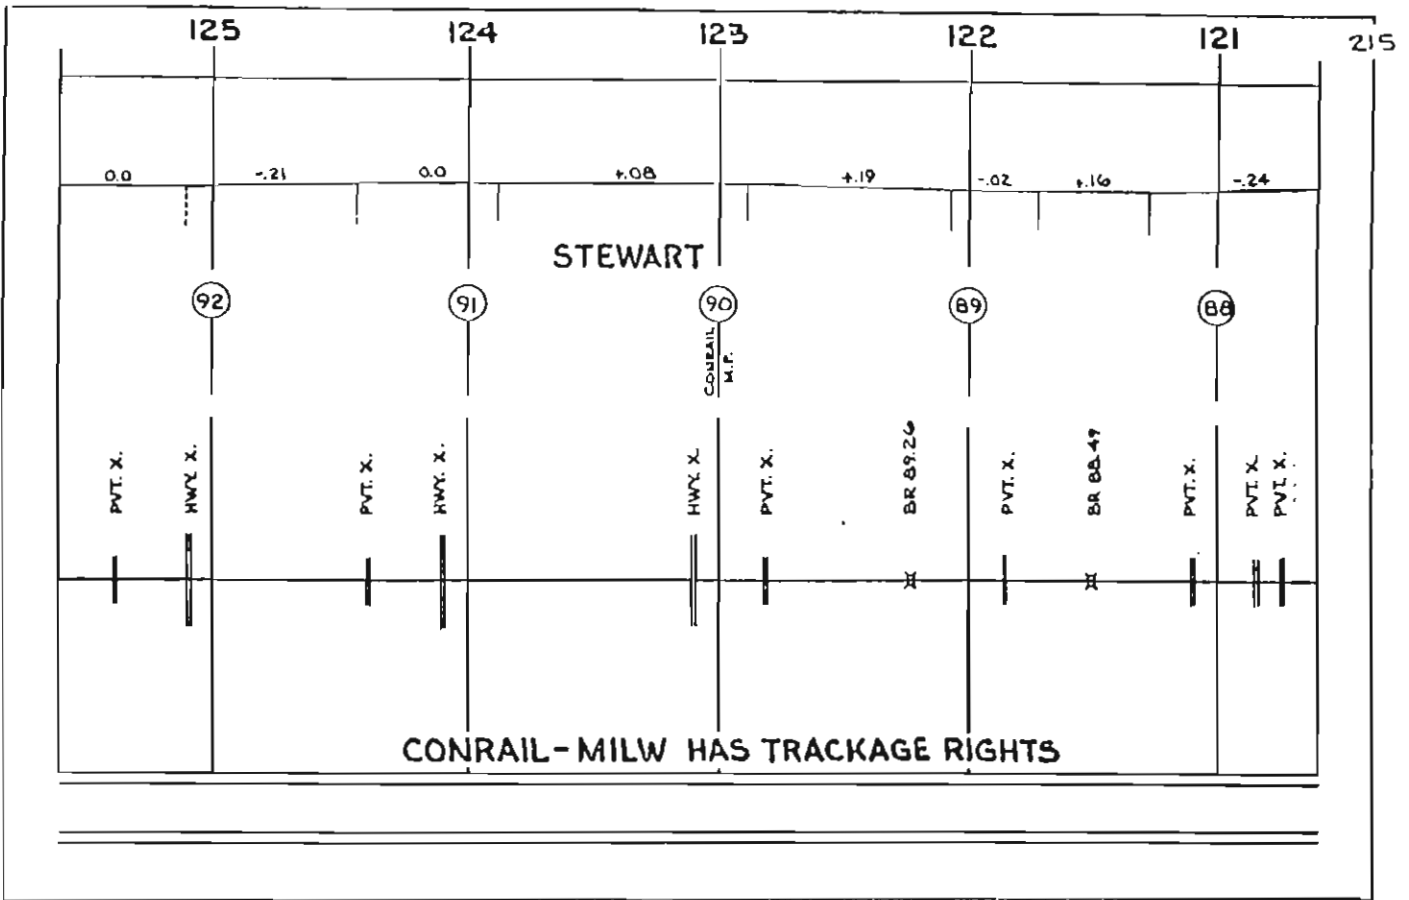 125 124 123 122 121 215
0.0 -.21 0.0 +.08 +.19 -.02 +.16 -.24
STEWART
92 91 90 89 88
CONRAIL
M.P.
PVT. X. HWY. X. PVT. X. HWY. X. HWY. X. PVT. X. BR 89.26 PVT. X. BR 88.49 PVT. X. PVT. X. PVT. X.
CONRAIL-MILW HAS TRACKAGE RIGHTS